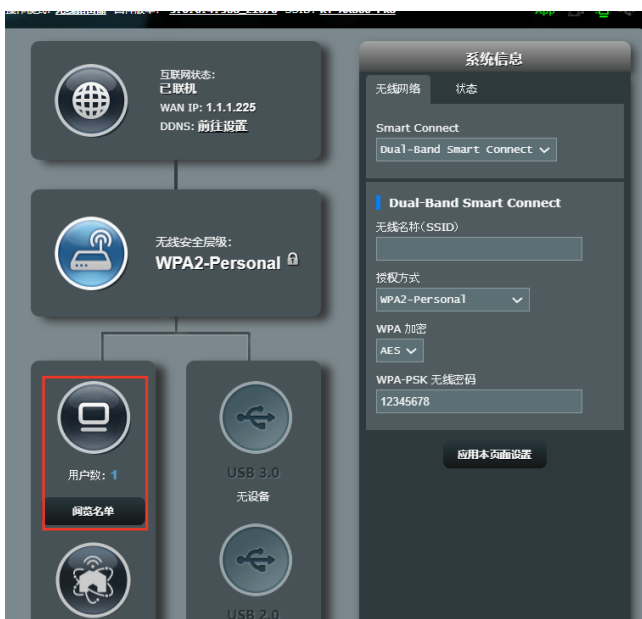 互联网状态:
已联机
WAN IP: 1.1.1.225
DDNS: 前往设置
无线安全层级:
WPA2-Personal
用户数: 1
阅览名单
USB 3.0
无设备
USB 2.0
系统信息
无线网络 状态
Smart Connect
Dual-Band Smart Connect
Dual-Band Smart Connect
无线名称(SSID)
授权方式
WPA2-Personal
WPA 加密
AES
WPA-PSK 无线密码
12345678
应用本页面设置